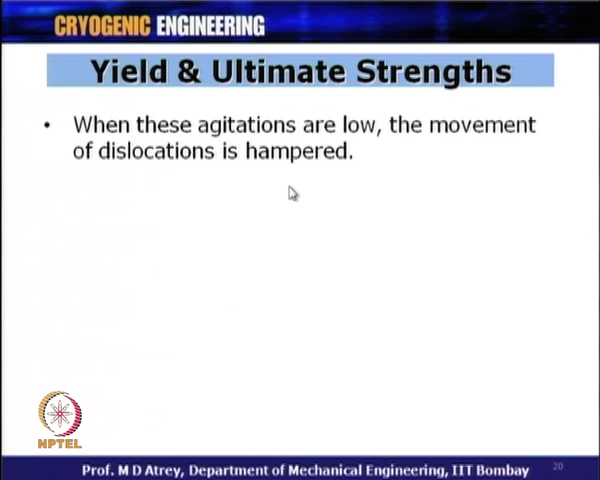 CRYOGENIC ENGINEERING
Yield & Ultimate Strengths
• When these agitations are low, the movement
of dislocations is hampered.
NPTEL
Prof. M D Atrey, Department of Mechanical Engineering, IIT Bombay
20